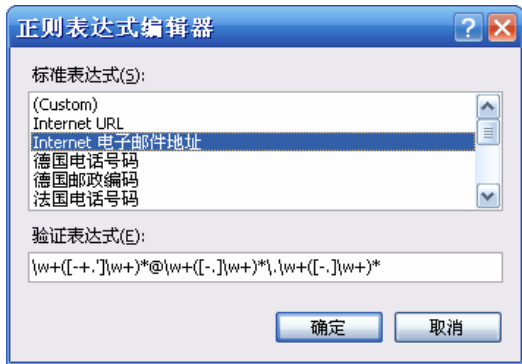 正则表达式编辑器
标准表达式(S):
(Custom)
Internet URL
Internet 电子邮件地址
德国电话号码
德国邮政编码
法国电话号码
验证表达式(E):
\w+([-+.']\w+)*@\w+([-.]\w+)*\.\w+([-.]\w+)*
确定
取消